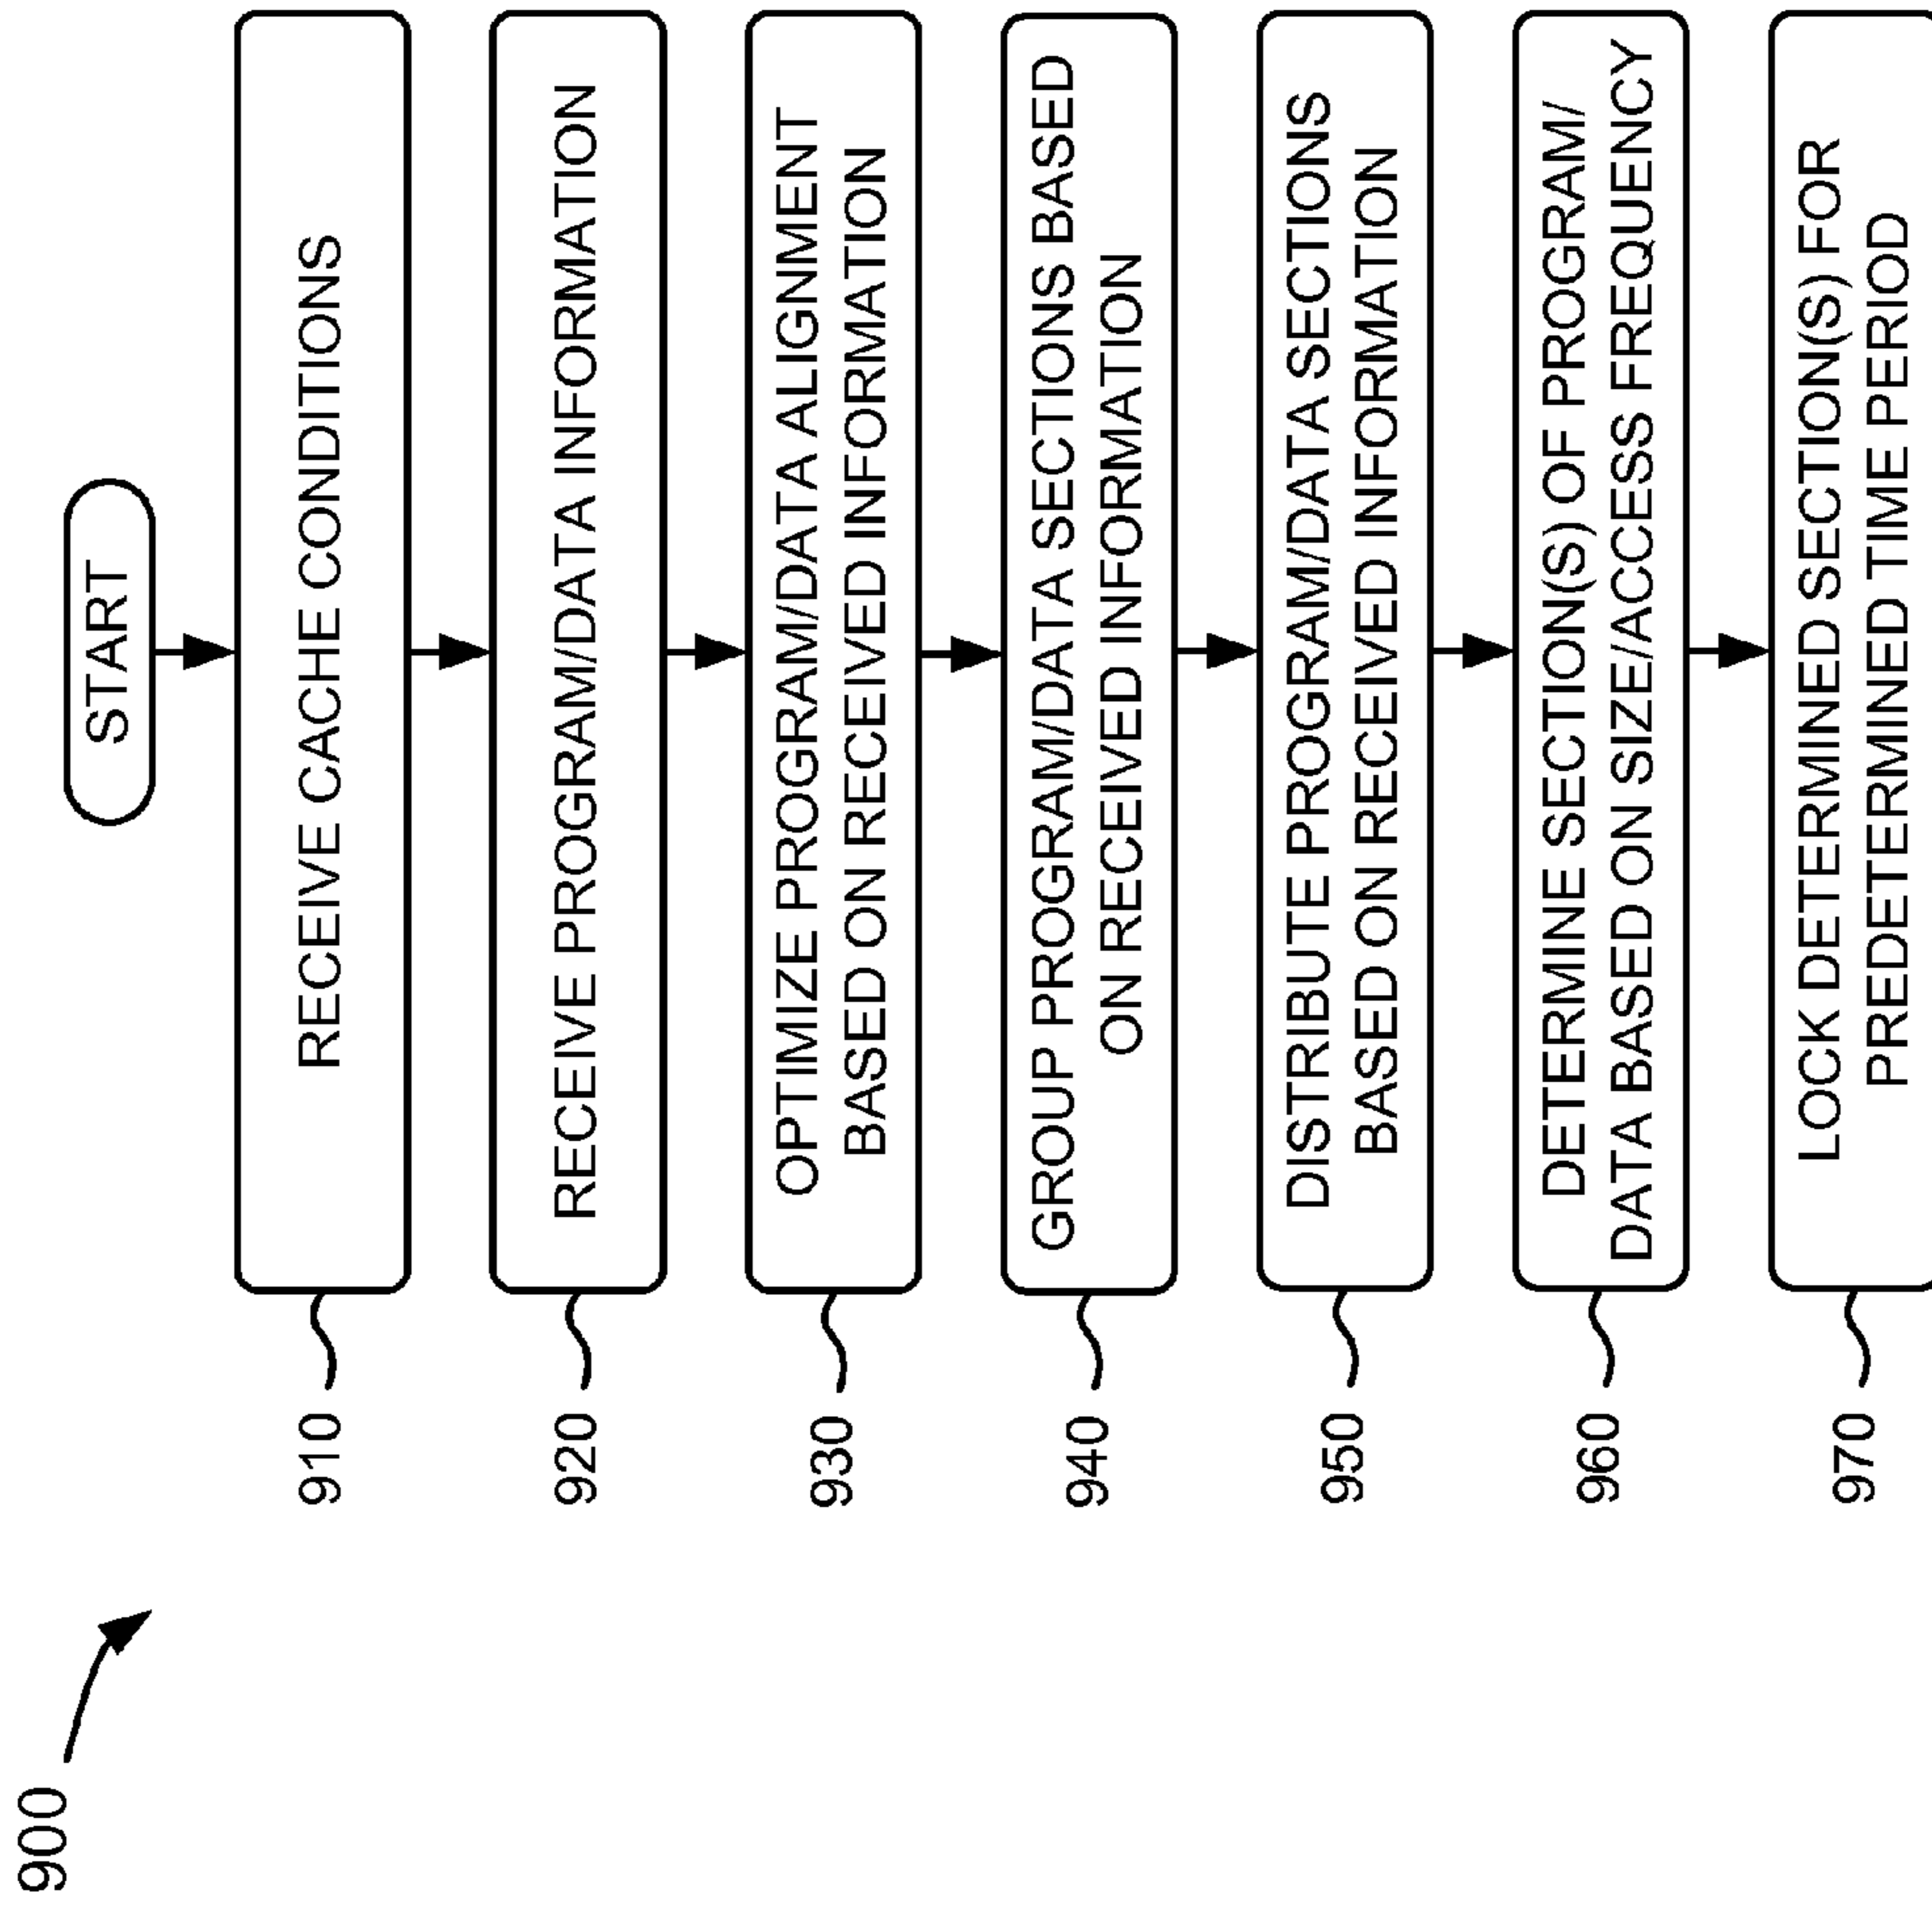 900
START
910
RECEIVE CACHE CONDITIONS
920
RECEIVE PROGRAM/DATA INFORMATION
930
OPTIMIZE PROGRAM/DATA ALIGNMENT
BASED ON RECEIVED INFORMATION
940
GROUP PROGRAM/DATA SECTIONS BASED
ON RECEIVED INFORMATION
950
DISTRIBUTE PROGRAM/DATA SECTIONS
BASED ON RECEIVED INFORMATION
960
DETERMINE SECTION(S) OF PROGRAM/
DATA BASED ON SIZE/ACCESS FREQUENCY
970
LOCK DETERMINED SECTION(S) FOR
PREDETERMINED TIME PERIOD